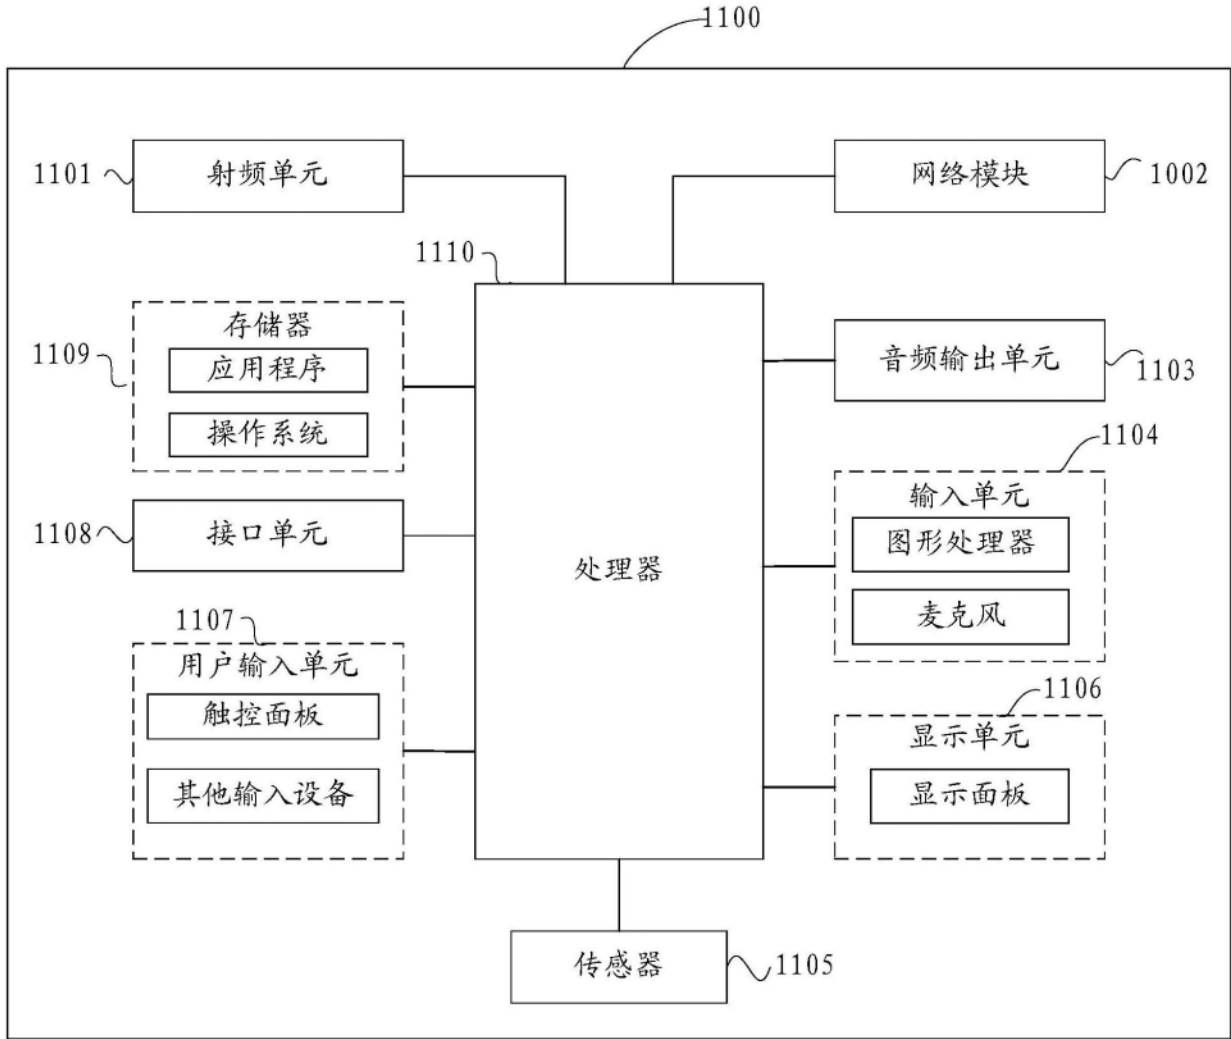 1100
1101
射频单元
网络模块
1002
1110
存储器
1109
应用程序
操作系统
音频输出单元
1103
1104
输入单元
图形处理器
麦克风
1108
接口单元
处理器
1107
用户输入单元
触控面板
其他输入设备
1106
显示单元
显示面板
传感器
1105